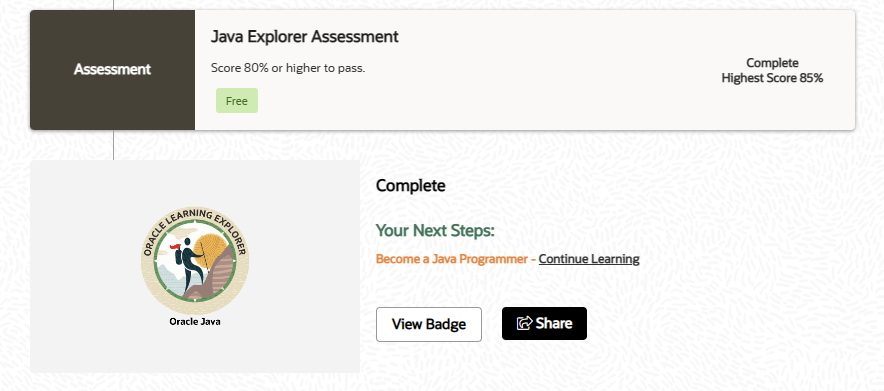 Assessment
Java Explorer Assessment
Score 80% or higher to pass.
Free
Complete
Highest Score 85%
ORACLE LEARNING EXPLORER
Oracle Java
Complete
Your Next Steps:
Become a Java Programmer - Continue Learning
View Badge
Share